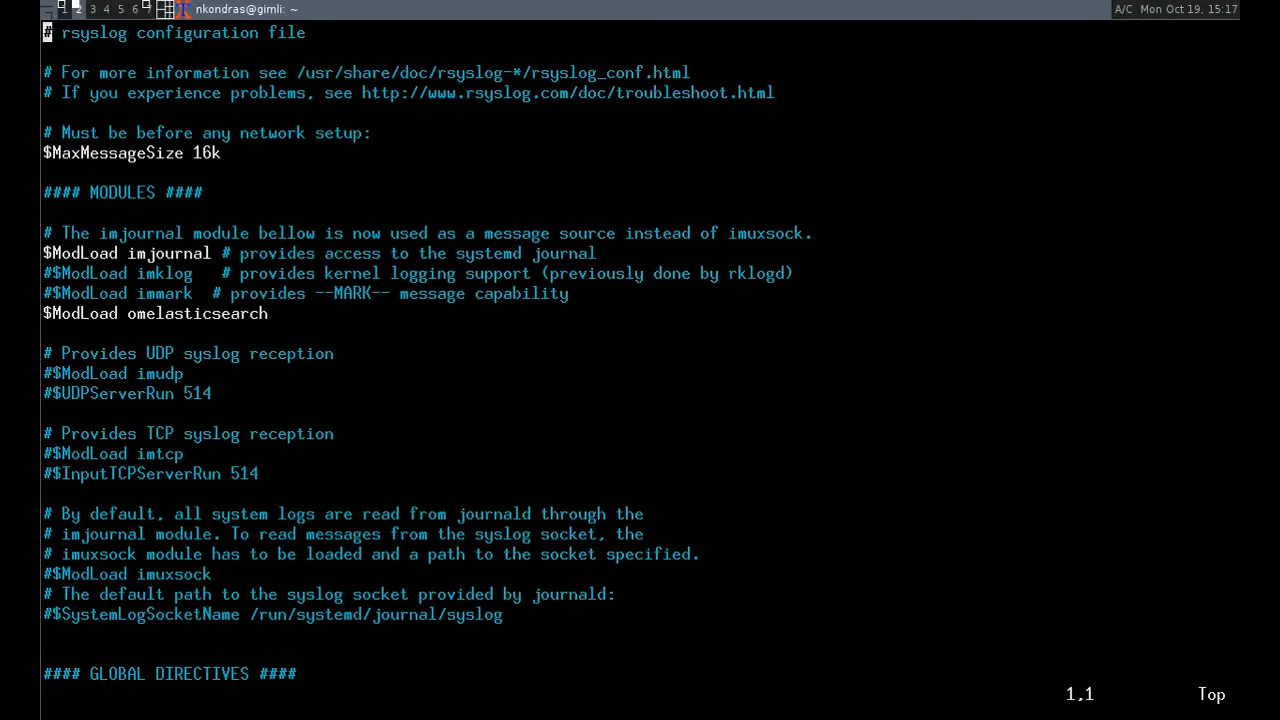 1 2 3 4 5 6 7 nkondras@gimli: ~ A/C Mon Oct 19, 15:17
# rsyslog configuration file
# For more information see /usr/share/doc/rsyslog-*/rsyslog_conf.html
# If you experience problems, see http://www.rsyslog.com/doc/troubleshoot.html
# Must be before any network setup:
$MaxMessageSize 16k
#### MODULES ####
# The imjournal module bellow is now used as a message source instead of imuxsock.
$ModLoad imjournal # provides access to the systemd journal
#$ModLoad imklog   # provides kernel logging support (previously done by rklogd)
#$ModLoad immark  # provides --MARK-- message capability
$ModLoad omelasticsearch
# Provides UDP syslog reception
#$ModLoad imudp
#$UDPServerRun 514
# Provides TCP syslog reception
#$ModLoad imtcp
#$InputTCPServerRun 514
# By default, all system logs are read from journald through the
# imjournal module. To read messages from the syslog socket, the
# imuxsock module has to be loaded and a path to the socket specified.
#$ModLoad imuxsock
# The default path to the syslog socket provided by journald:
#$SystemLogSocketName /run/systemd/journal/syslog
#### GLOBAL DIRECTIVES ####
1,1 Top